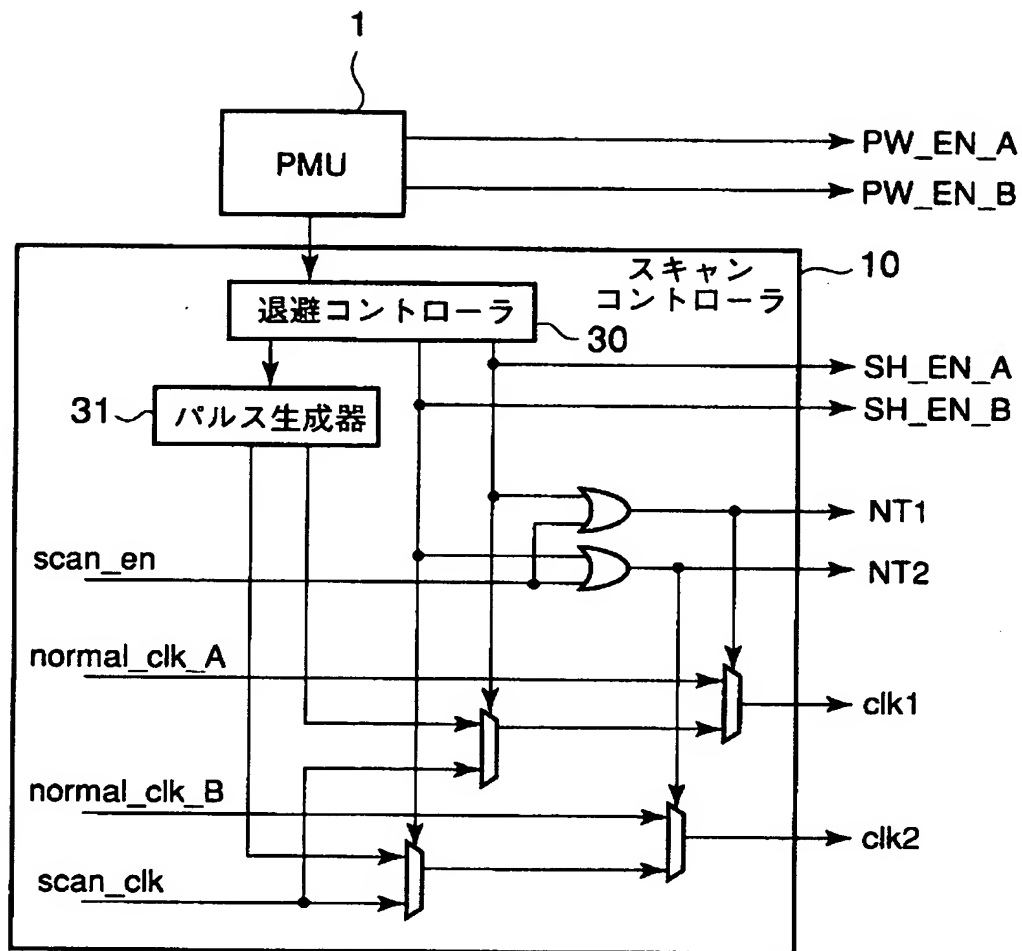 1
PMU
PW_EN_A
PW_EN_B
スキャン
コントローラ
10
退避コントローラ
30
SH_EN_A
31
パルス生成器
SH_EN_B
NT1
scan_en
NT2
normal_clk_A
clk1
normal_clk_B
clk2
scan_clk